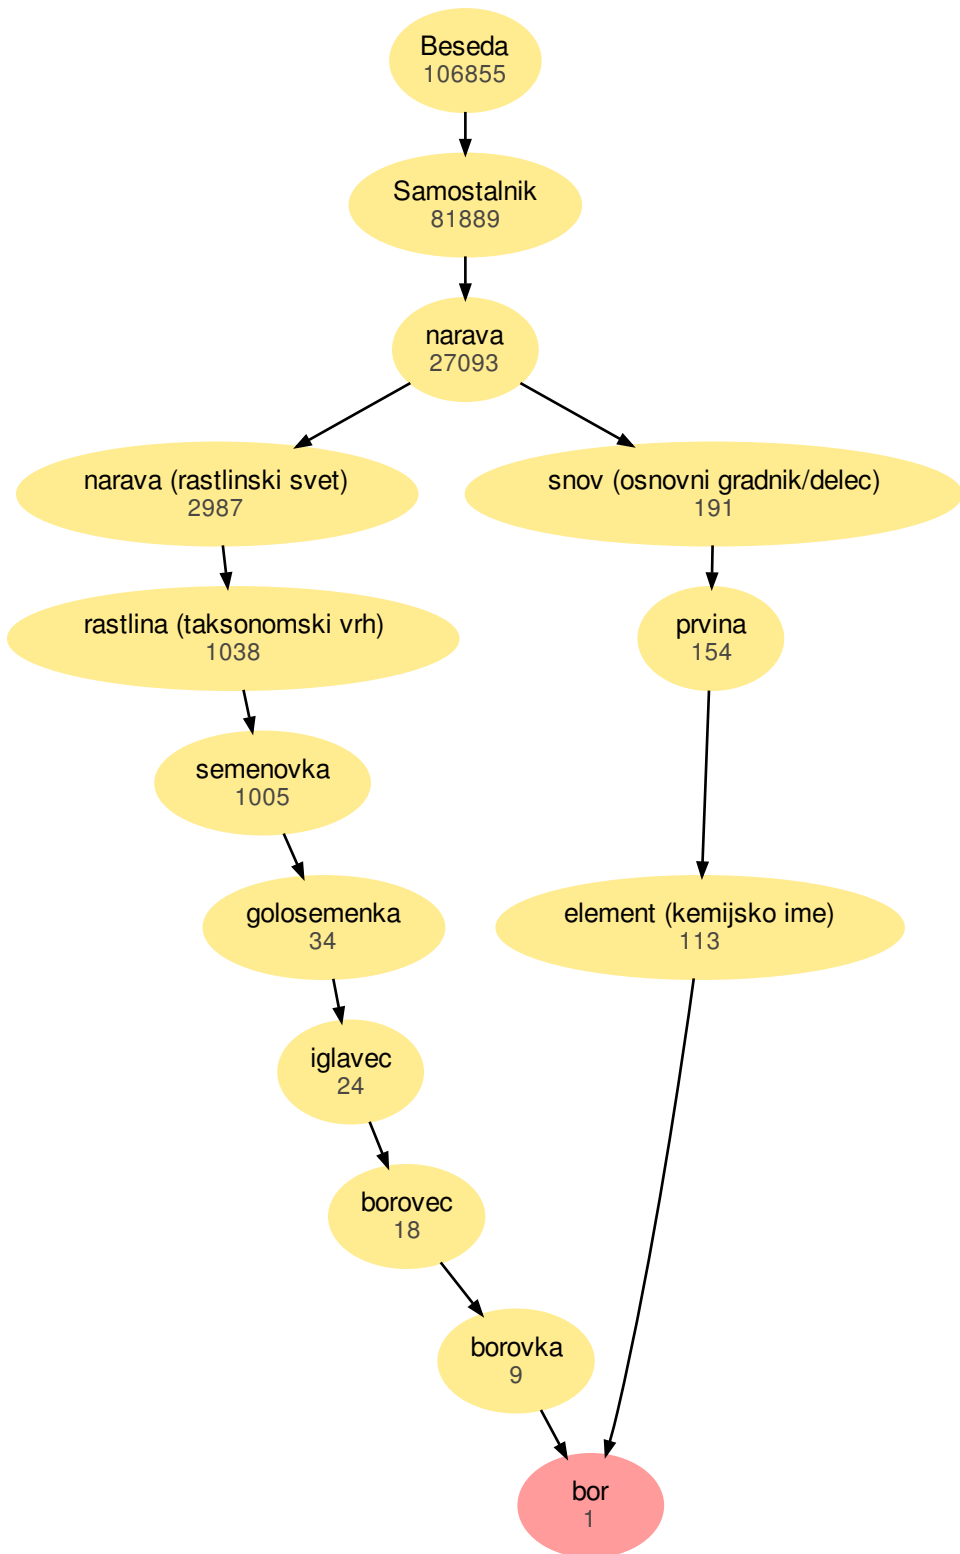 Beseda
106855
Samostalnik
81889
narava
27093
narava (rastlinski svet)
2987
snov (osnovni gradnik/delec)
191
rastlina (taksonomski vrh)
1038
prvina
154
semenovka
1005
golosemenka
34
element (kemijsko ime)
113
iglavec
24
borovec
18
borovka
9
bor
1